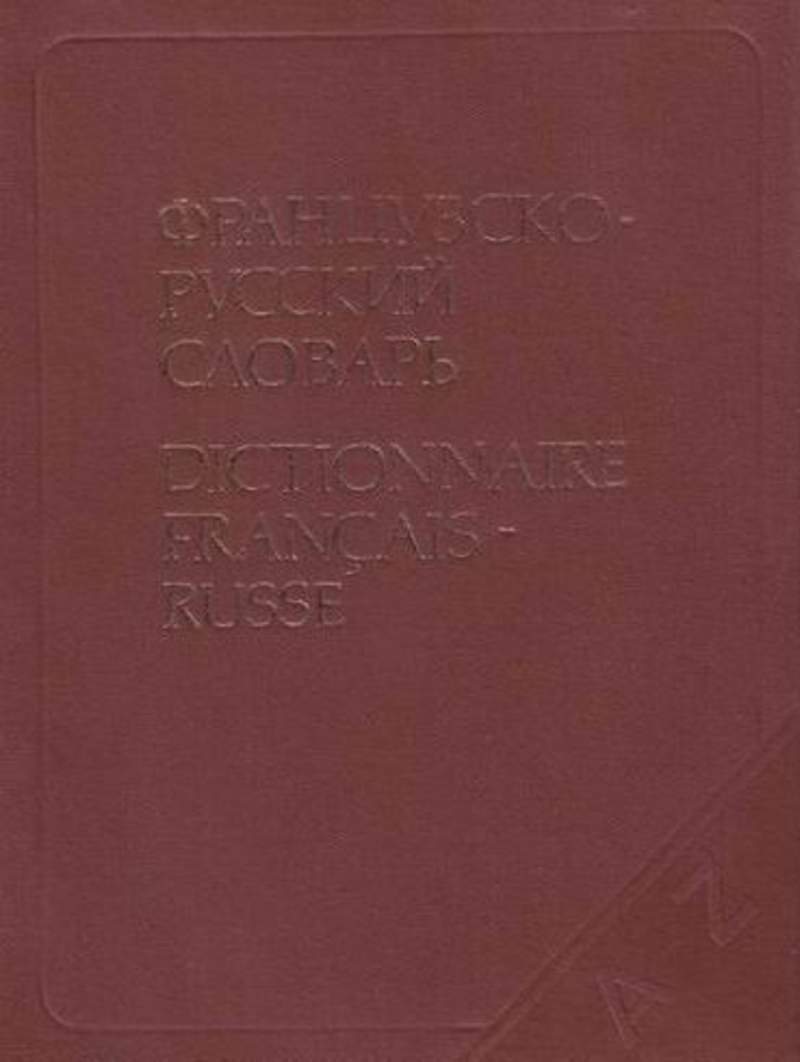 ФРАНЦУЗСКО-
РУССКИЙ
СЛОВАРЬ
DICTIONNAIRE
FRANÇAIS-
RUSSE
A Z